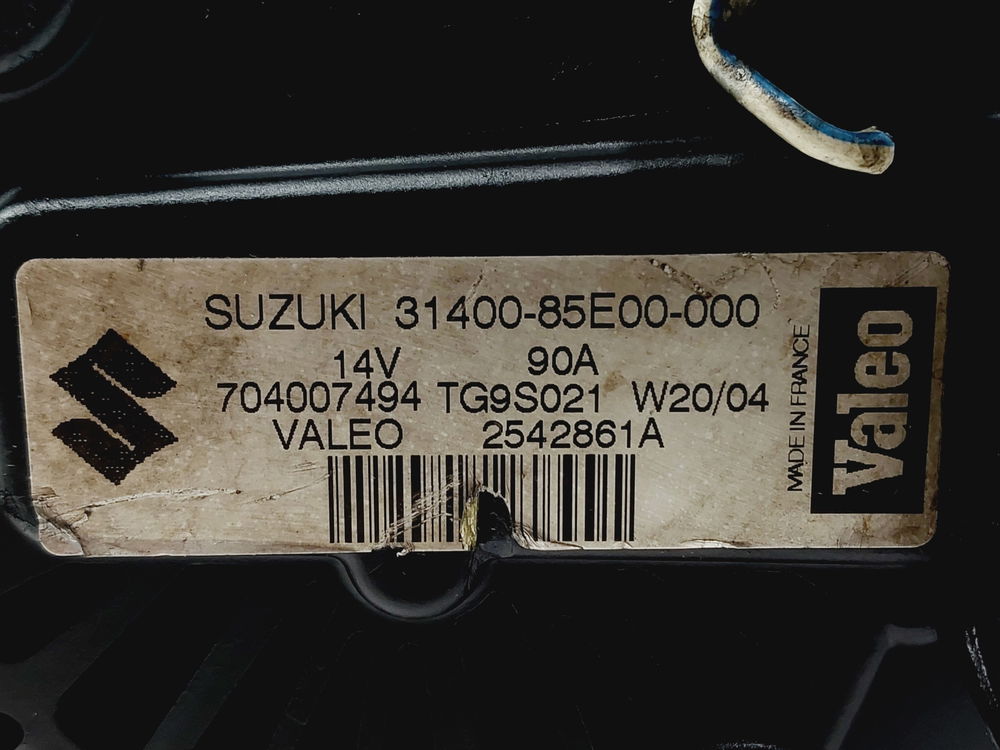 SUZUKI 31400-85E00-000
14V 90A
704007494 TG9S021 W20/04
VALEO 2542861A
MADE IN FRANCE
Valeo